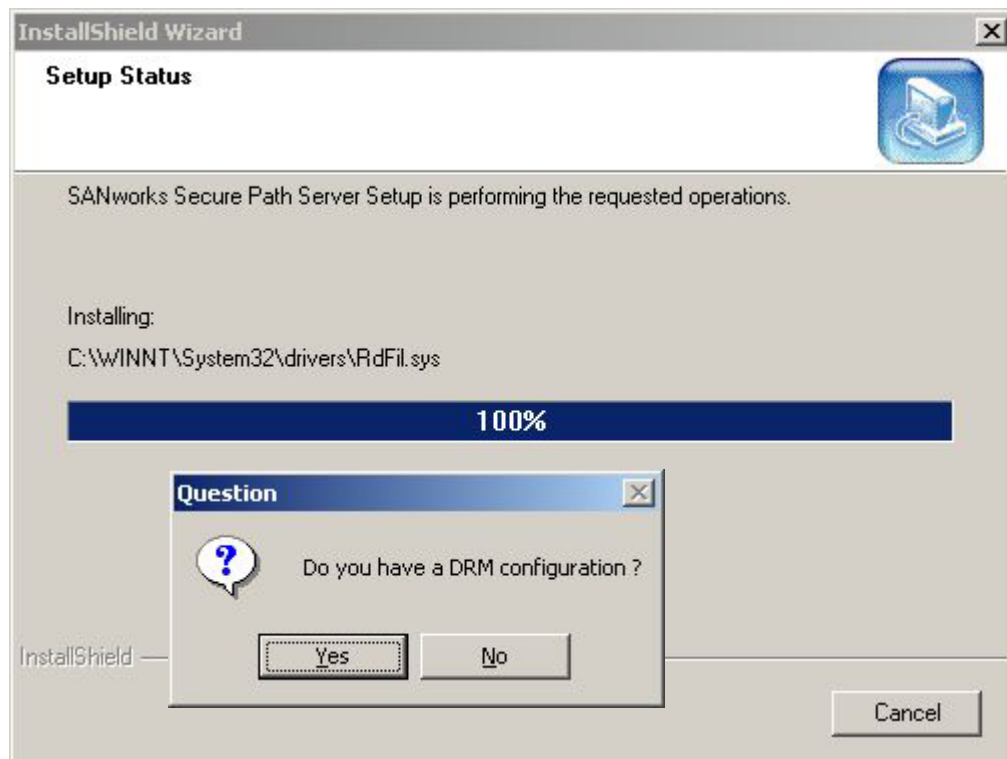 InstallShield Wizard
Setup Status
SANworks Secure Path Server Setup is performing the requested operations.
Installing:
C:\WINNT\System32\drivers\RdFil.sys
100%
Question
?
Do you have a DRM configuration ?
Yes
No
InstallShield
Cancel